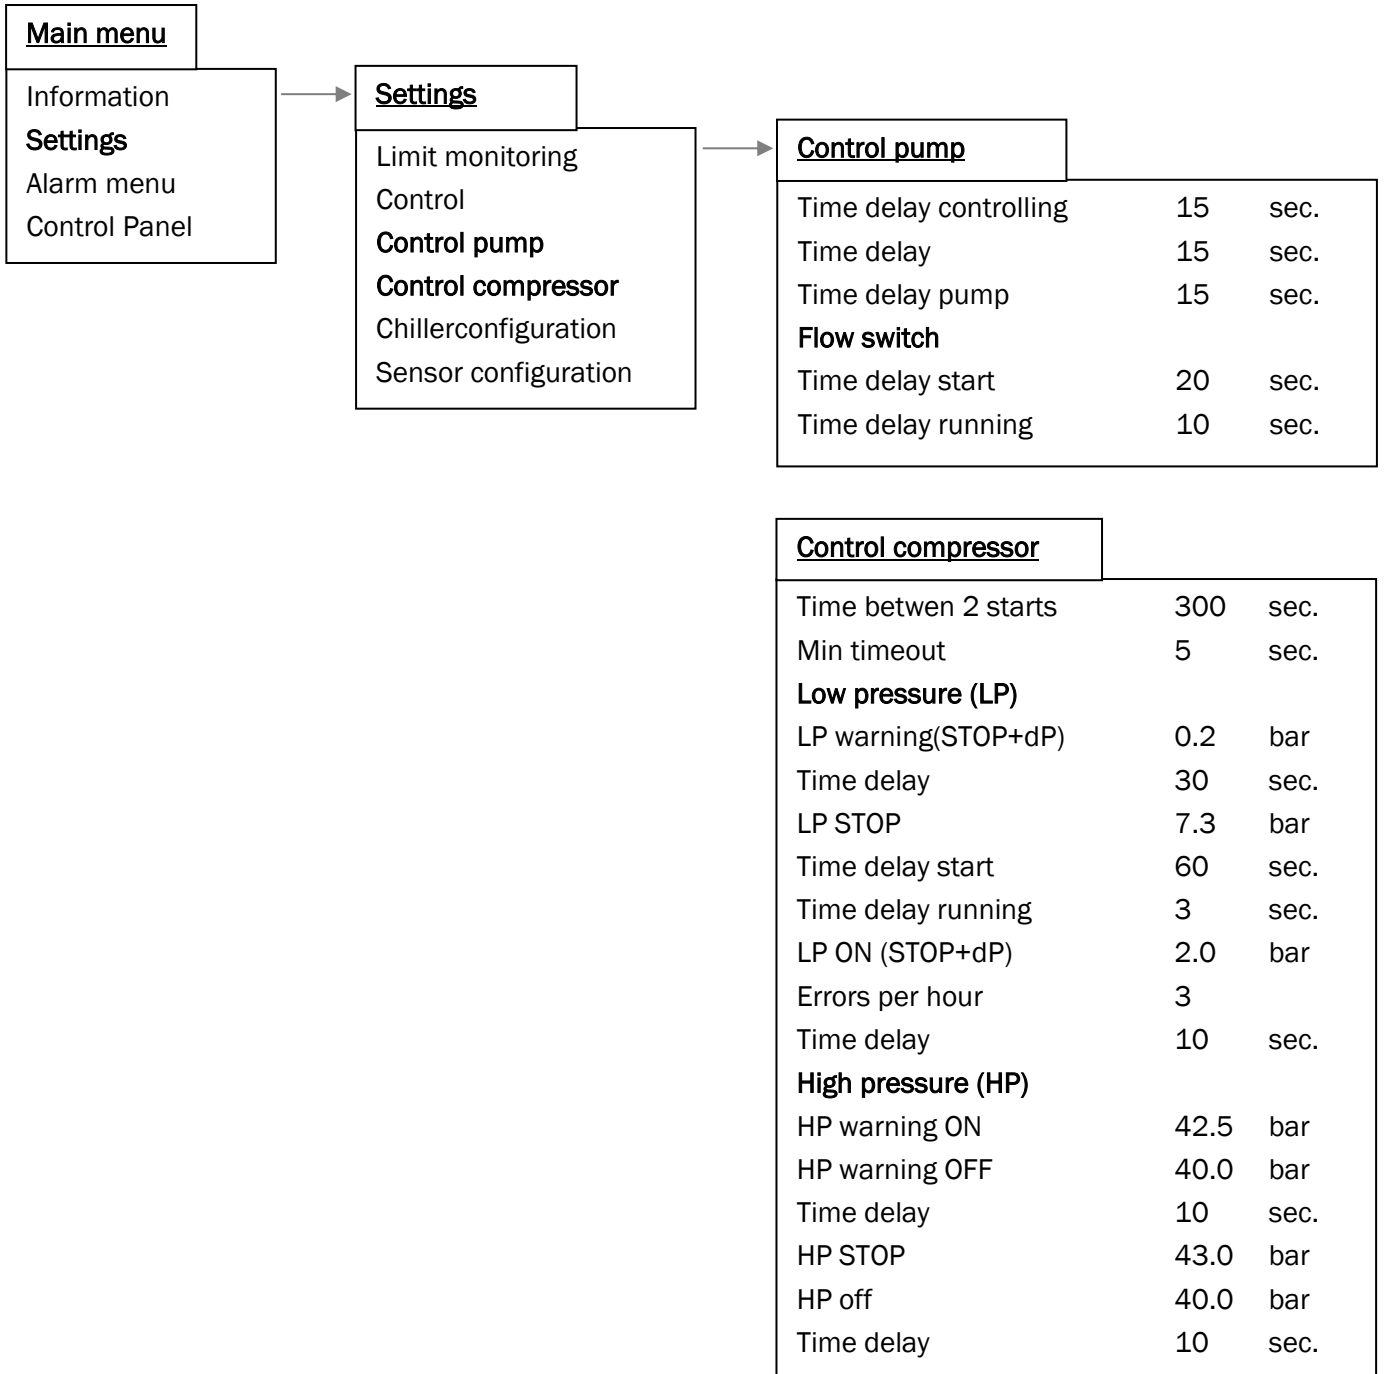 Main menu
Information
Settings
Alarm menu
Control Panel
Settings
Limit monitoring
Control
Control pump
Control compressor
Chillerconfiguration
Sensor configuration
Control pump
Time delay controlling 15 sec.
Time delay 15 sec.
Time delay pump 15 sec.
Flow switch
Time delay start 20 sec.
Time delay running 10 sec.
Control compressor
Time betwen 2 starts 300 sec.
Min timeout 5 sec.
Low pressure (LP)
LP warning(STOP+dP) 0.2 bar
Time delay 30 sec.
LP STOP 7.3 bar
Time delay start 60 sec.
Time delay running 3 sec.
LP ON (STOP+dP) 2.0 bar
Errors per hour 3
Time delay 10 sec.
High pressure (HP)
HP warning ON 42.5 bar
HP warning OFF 40.0 bar
Time delay 10 sec.
HP STOP 43.0 bar
HP off 40.0 bar
Time delay 10 sec.